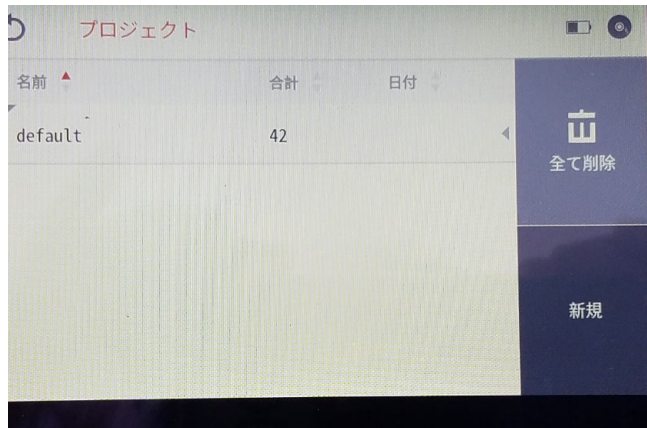 プロジェクト
名前 合計 日付
default 42
全て削除
新規